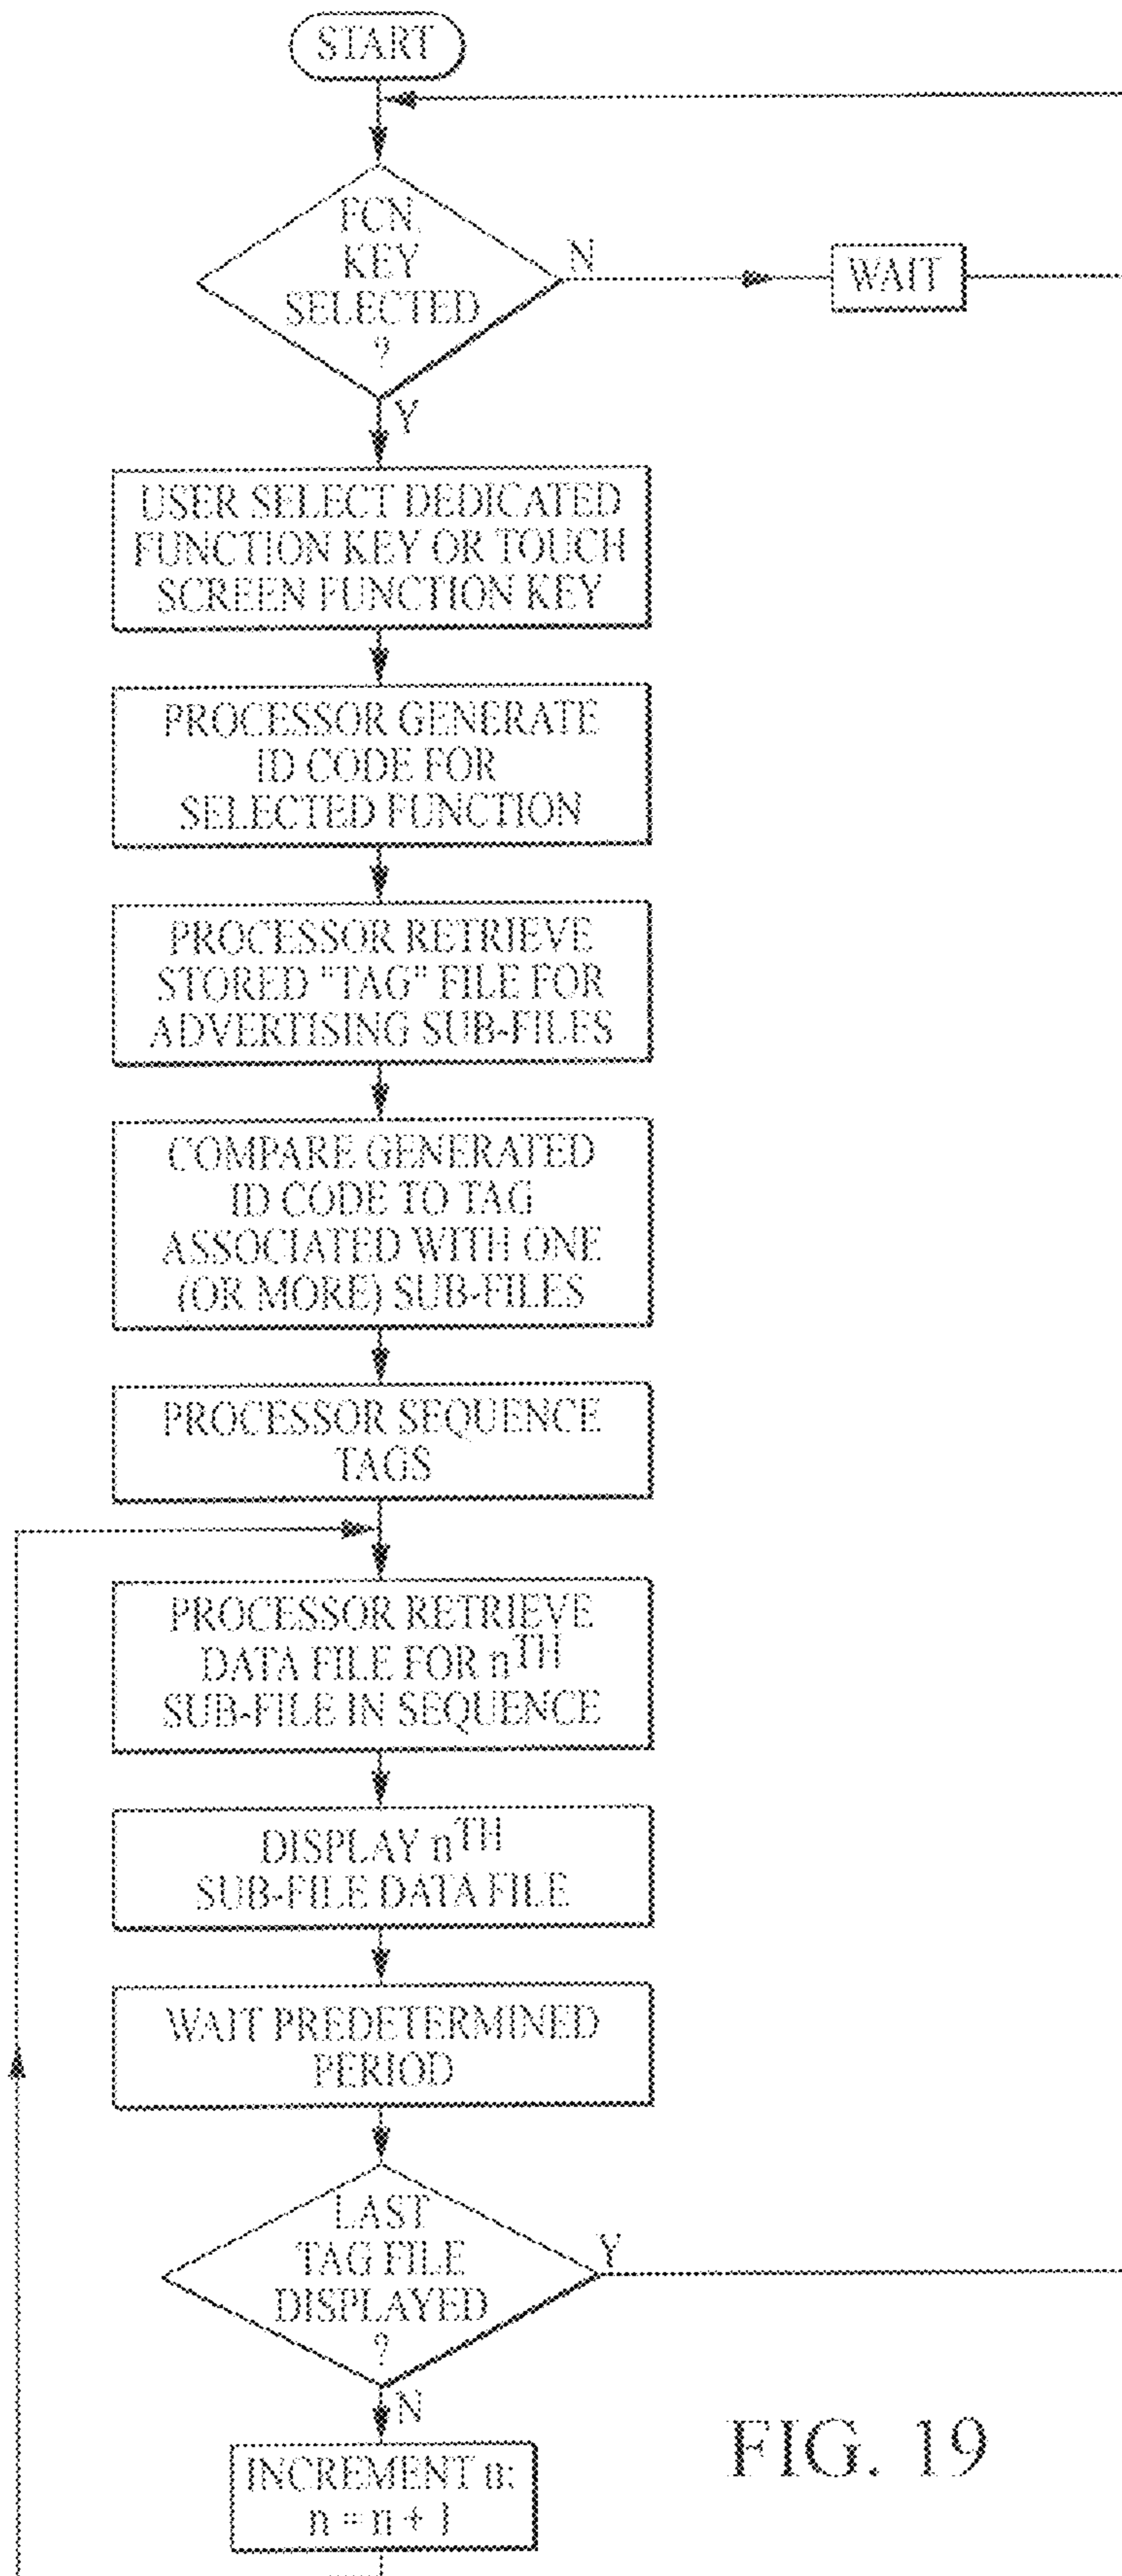 START
FCN.
KEY
SELECTED
?
N
WAIT
Y
USER SELECT DEDICATED
FUNCTION KEY OR TOUCH
SCREEN FUNCTION KEY
PROCESSOR GENERATE
ID CODE FOR
SELECTED FUNCTION
PROCESSOR RETRIEVE
STORED "TAG" FILE FOR
ADVERTISING SUB-FILES
COMPARE GENERATED
ID CODE TO TAG
ASSOCIATED WITH ONE
(OR MORE) SUB-FILES
PROCESSOR SEQUENCE
TAGS
PROCESSOR RETRIEVE
DATA FILE FOR nTH
SUB-FILE IN SEQUENCE
DISPLAY nTH
SUB-FILE DATA FILE
WAIT PREDETERMINED
PERIOD
LAST
TAG FILE
DISPLAYED
?
Y
N
INCREMENT n:
n = n + 1
FIG. 19